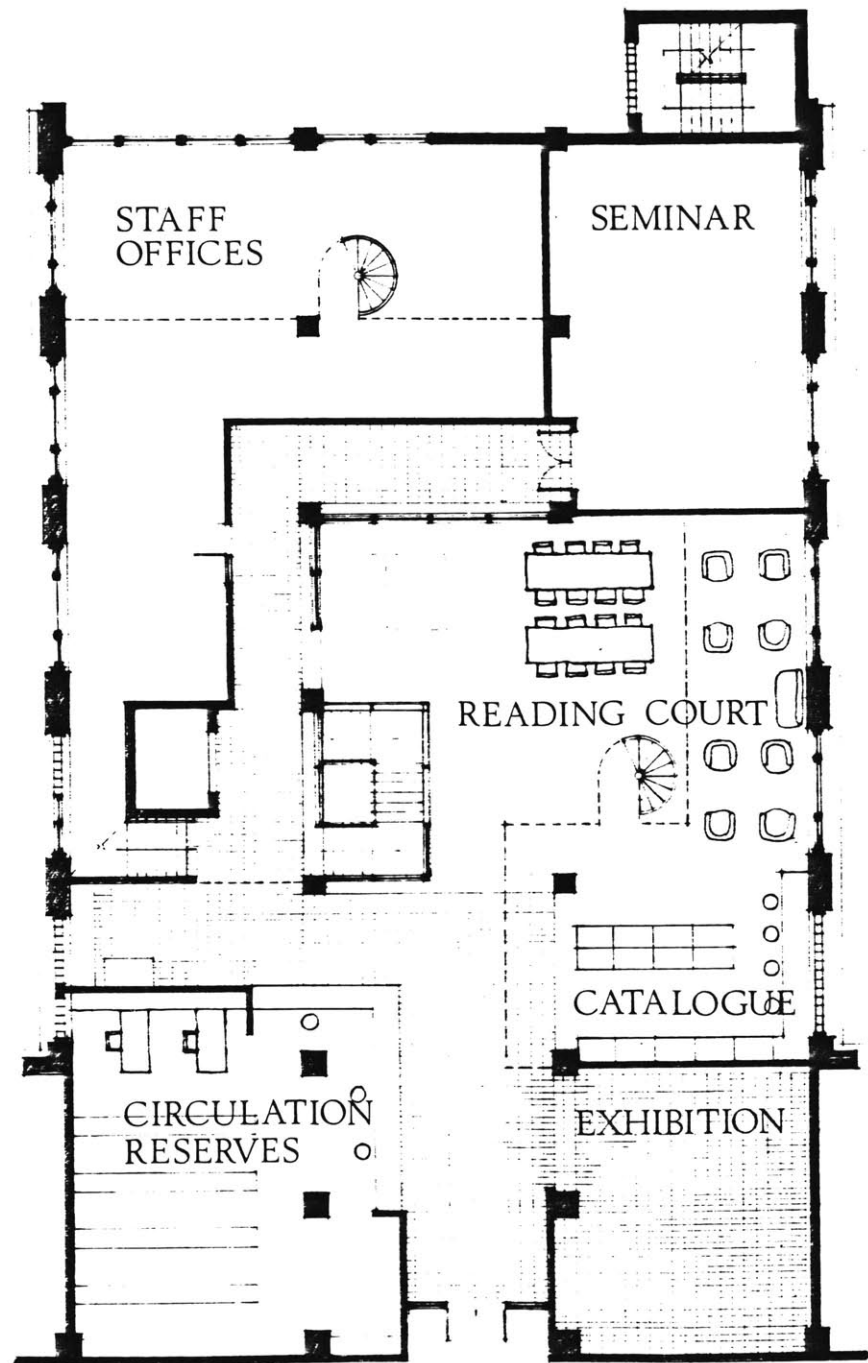 STAFF
OFFICES
SEMINAR
READING COURT
CATALOGUE
CIRCULATION
RESERVES
EXHIBITION